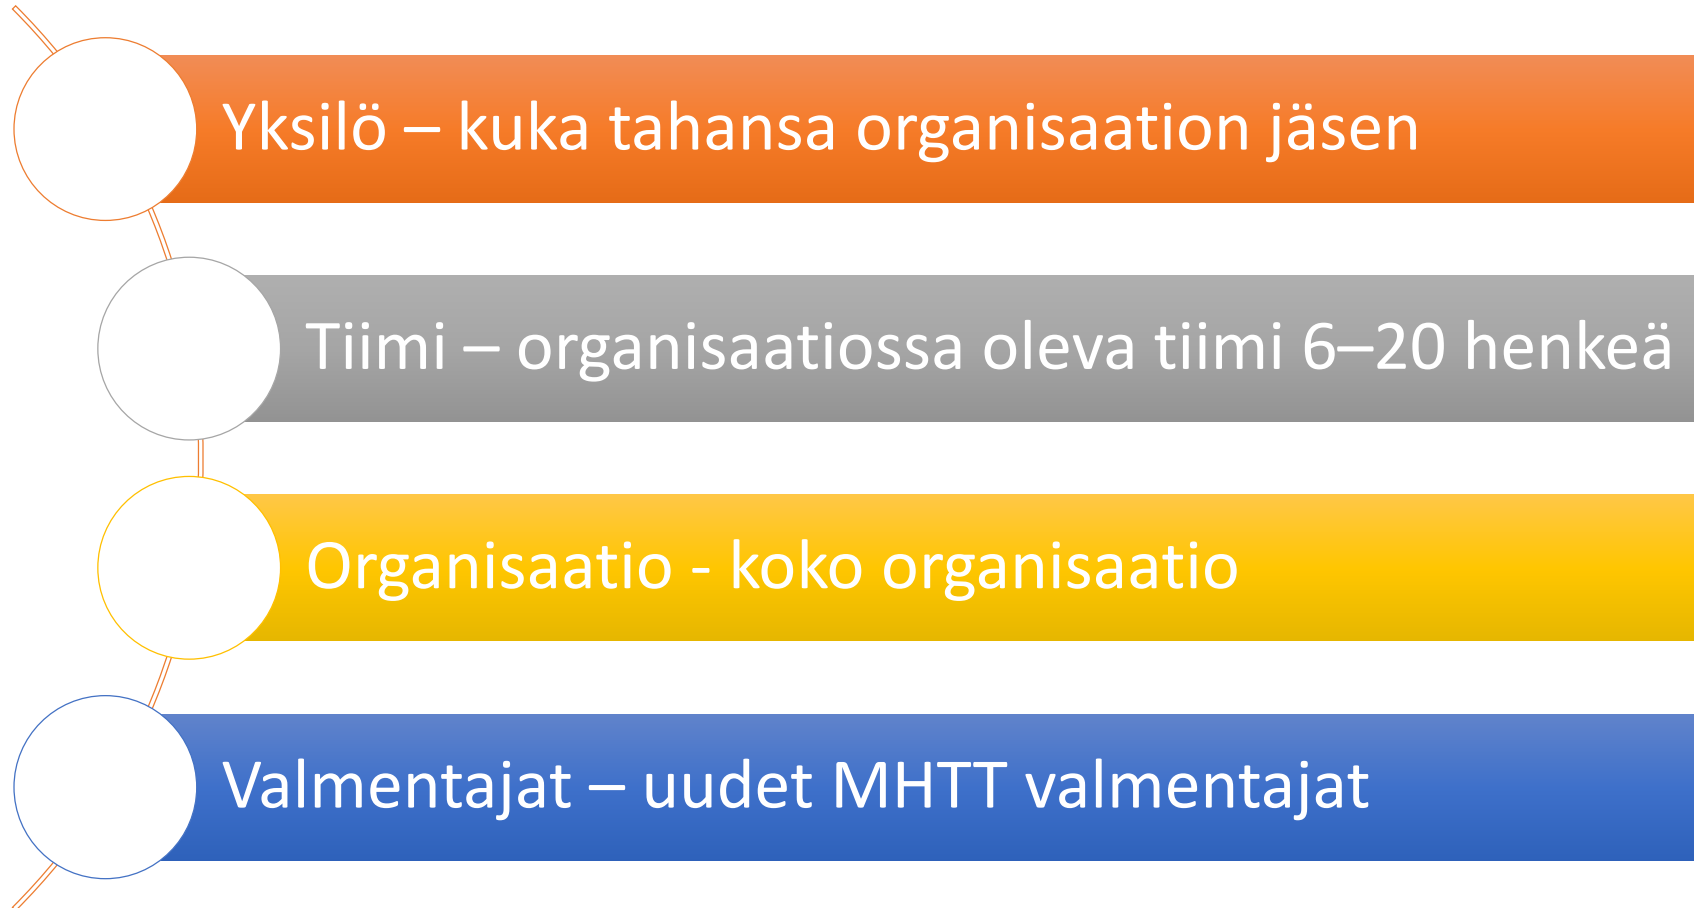 Yksilö – kuka tahansa organisaation jäsen
Tiimi – organisaatiossa oleva tiimi 6–20 henkeä
Organisaatio - koko organisaatio
Valmentajat – uudet MHTT valmentajat